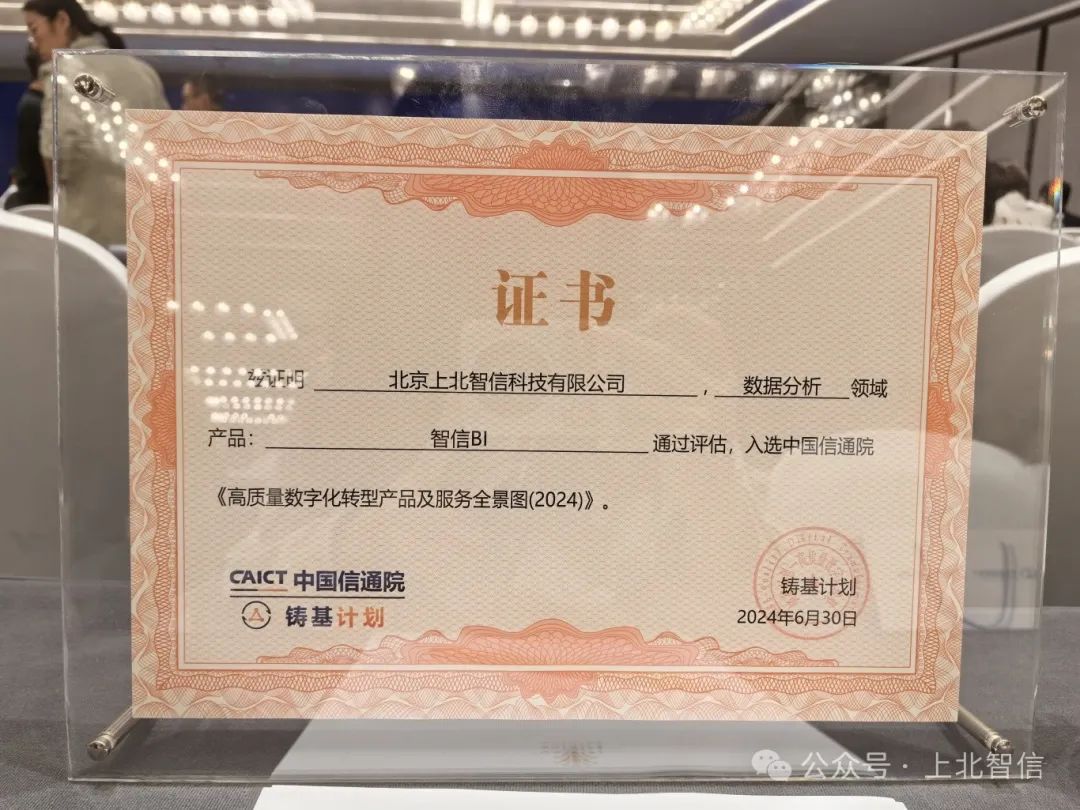 证书
经证明 北京上北智信科技有限公司 , 数据分析 领域
产品： 智信BI 通过评估，入选中国信通院
《高质量数字化转型产品及服务全景图(2024)》。
CAICT 中国信通院
铸基计划
铸基计划
2024年6月30日
公众号 · 上北智信